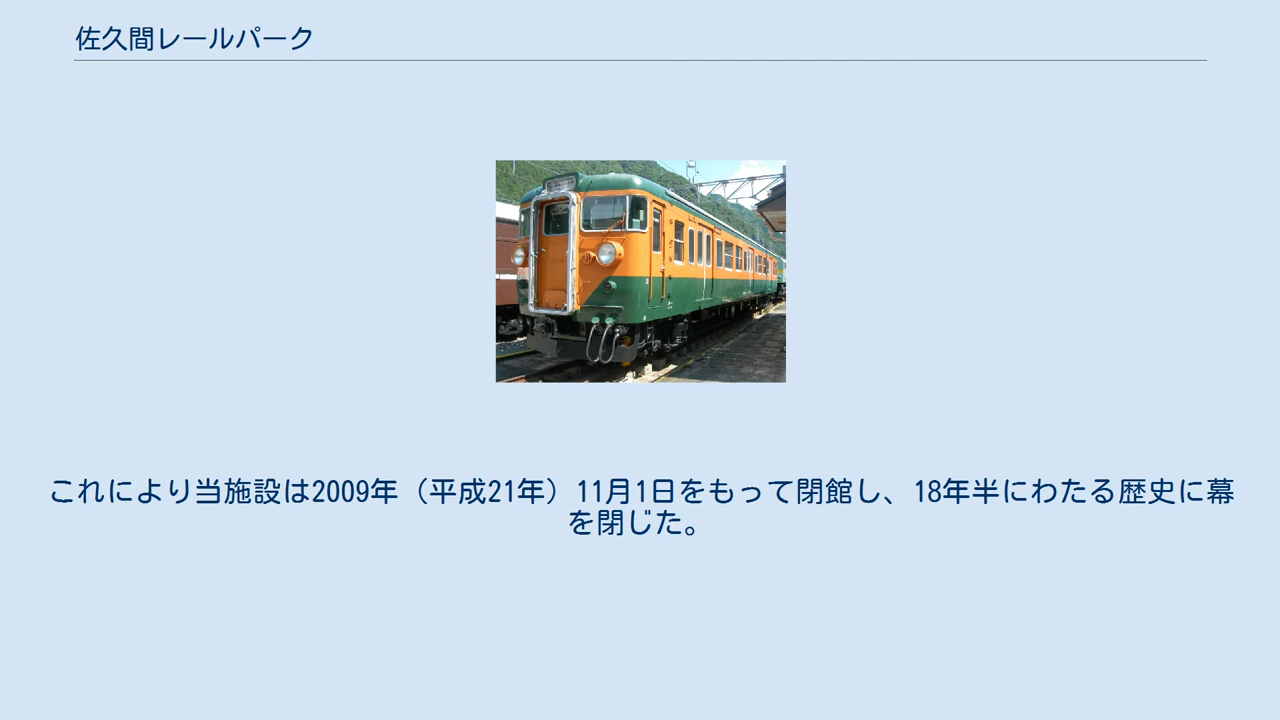 佐久間レールパーク
これにより当施設は2009年（平成21年）11月1日をもって閉館し、18年半にわたる歴史に幕
を閉じた。